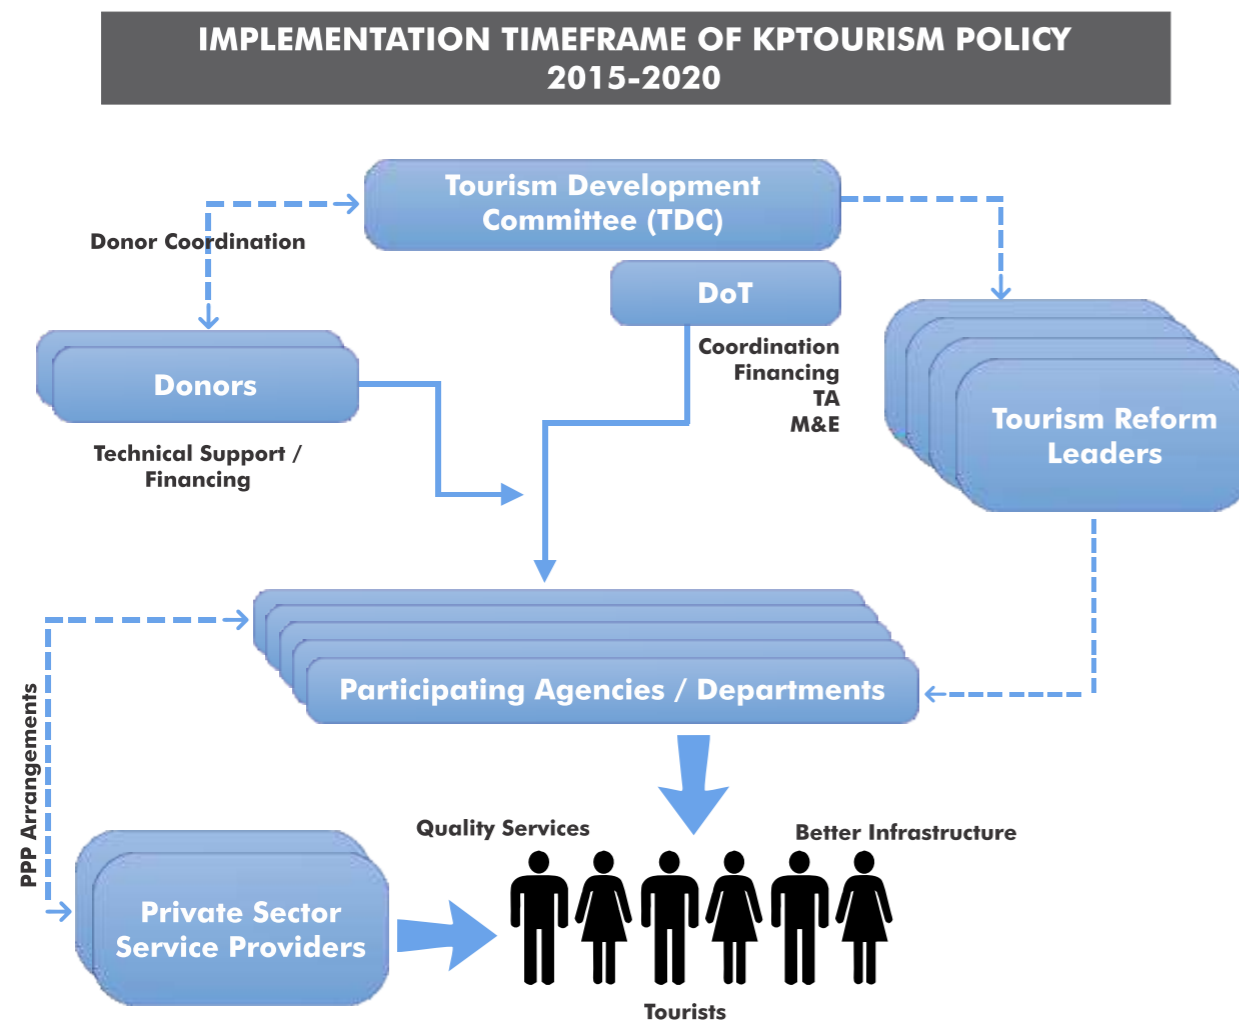 IMPLEMENTATION TIMEFRAME OF KPTOURISM POLICY
2015-2020
Tourism Development
Committee (TDC)
Donor Coordination
DoT
Coordination
Financing
TA
M&E
Donors
Technical Support /
Financing
Tourism Reform
Leaders
Participating Agencies / Departments
PPP Arrangements
Quality Services
Better Infrastructure
Private Sector
Service Providers
Tourists